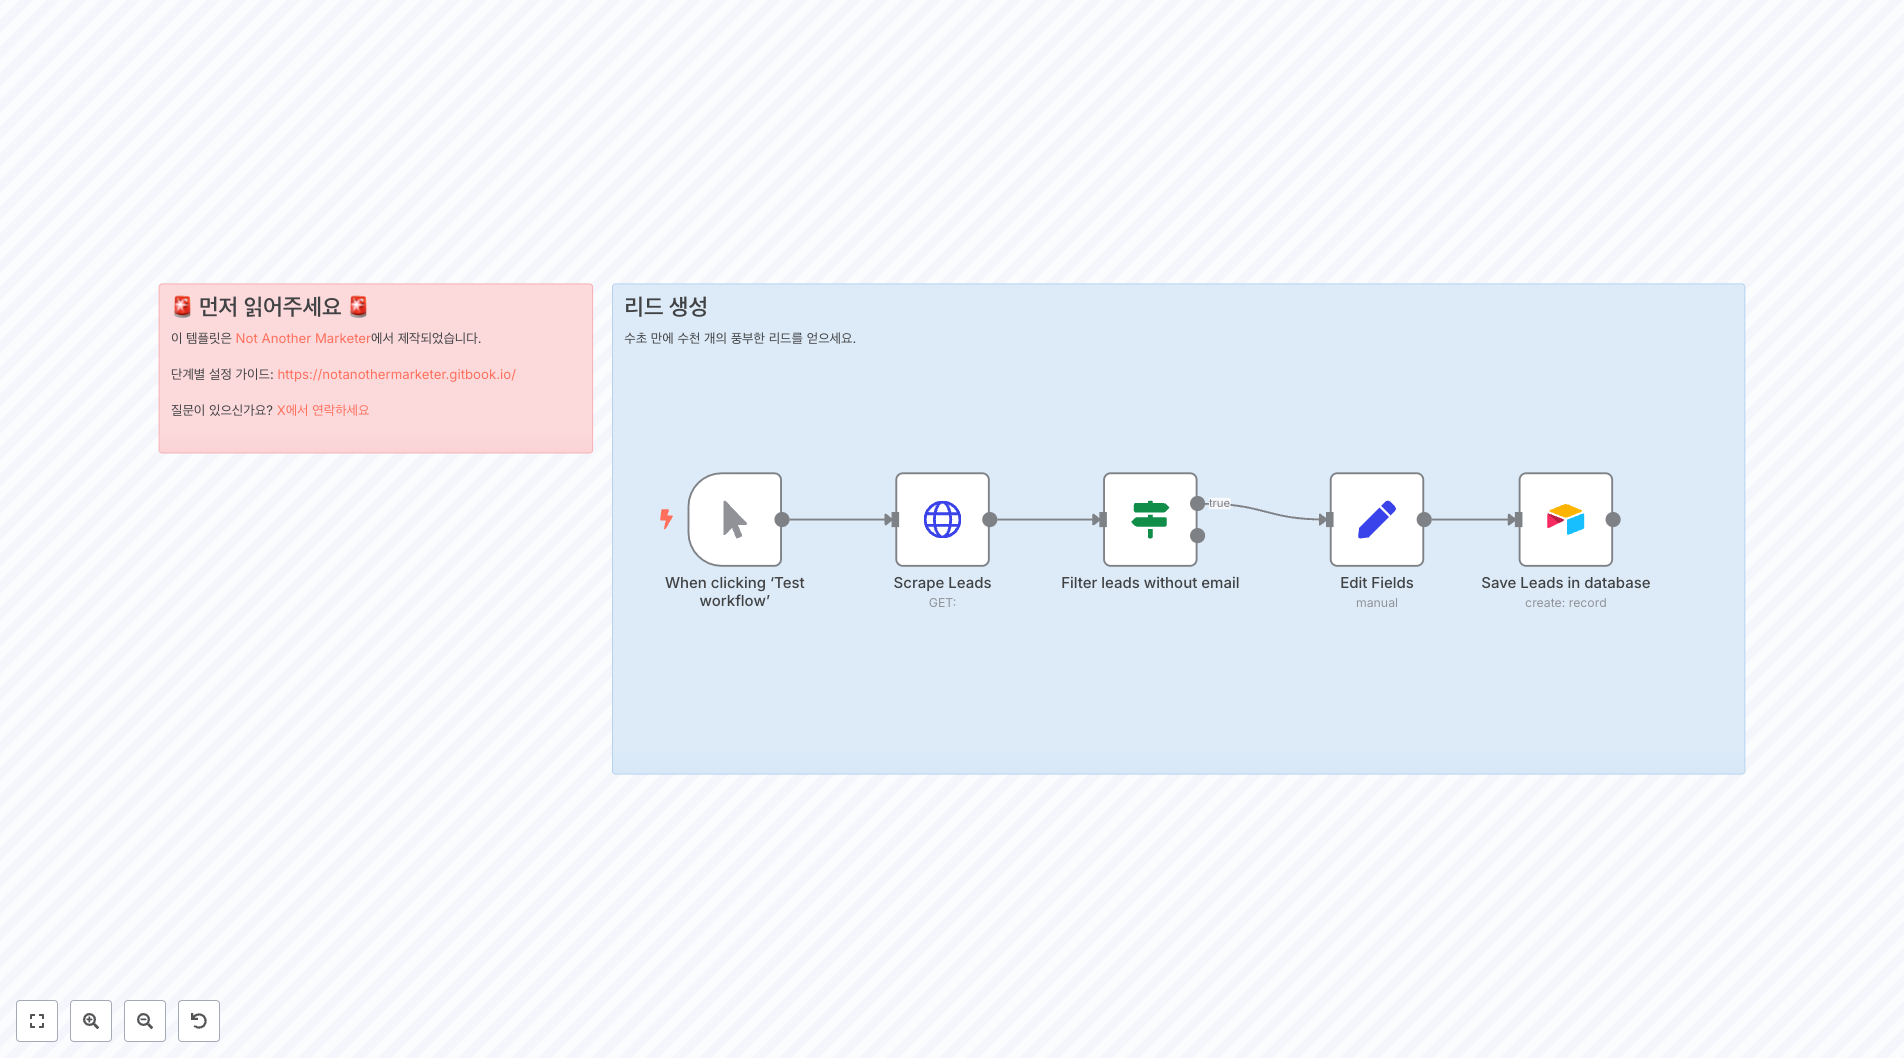 🚨 먼저 읽어주세요 🚨
이 템플릿은 Not Another Marketer에서 제작되었습니다.
단계별 설정 가이드: https://notanothermarketer.gitbook.io/
질문이 있으신가요? X에서 연락하세요
리드 생성
수초 만에 수천 개의 풍부한 리드를 얻으세요.
true
When clicking ‘Test
workflow’
Scrape Leads
GET:
Filter leads without email
Edit Fields
manual
Save Leads in database
create: record